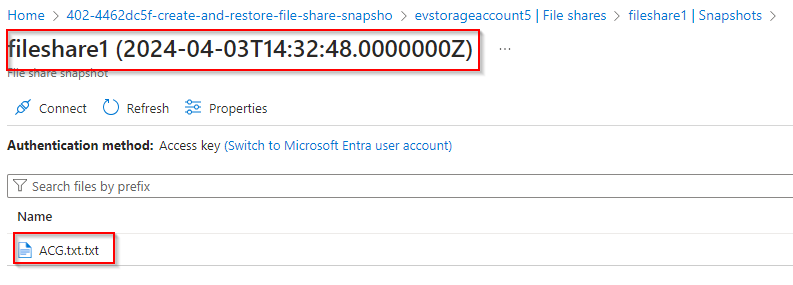 Home > 402-4462dc5f-create-and-restore-file-share-snapsho > evstorageaccount5 | File shares > fileshare1 | Snapshots >
fileshare1 (2024-04-03T14:32:48.0000000Z) ...
File share snapshot
Connect Refresh Properties
Authentication method: Access key (Switch to Microsoft Entra user account)
Search files by prefix
Name
ACG.txt.txt